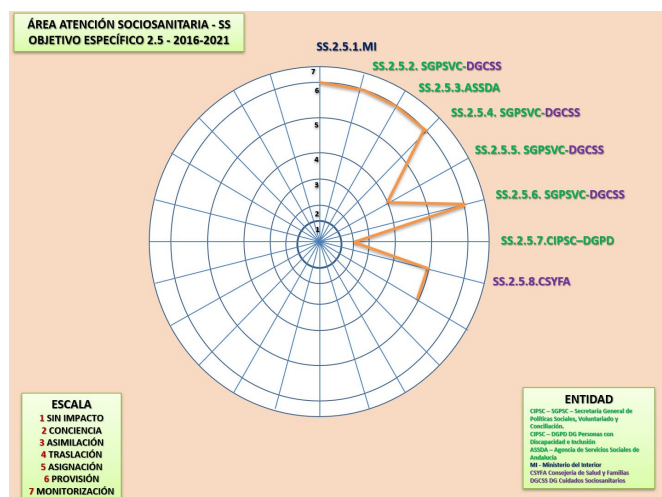 ÁREA ATENCIÓN SOCIOSANITARIA - SS
OBJETIVO ESPECÍFICO 2.5 - 2016-2021
SS.2.5.1.MI
SS.2.5.2. SGPSVC-DGCSS
SS.2.5.3.ASSDA
SS.2.5.4. SGPSVC-DGCSS
SS.2.5.5. SGPSVC-DGCSS
SS.2.5.6. SGPSVC-DGCSS
SS.2.5.7.CIPSC–DGPD
SS.2.5.8.CSYFA
7
6
5
4
3
2
1
ESCALA
1 SIN IMPACTO
2 CONCIENCIA
3 ASIMILACIÓN
4 TRASLACIÓN
5 ASIGNACIÓN
6 PROVISIÓN
7 MONITORIZACIÓN
ENTIDAD
CIPSC – SGPSC – Secretaría General de
Políticas Sociales, Voluntariado y
Conciliación.
CIPSC – DGPD DG Personas con
Discapacidad e Inclusión
ASSDA – Agencia de Servicios Sociales de
Andalucía
MI - Ministerio del Interior
CSYFA Consejería de Salud y Familias
DGCSS DG Cuidados Sociosanitarios